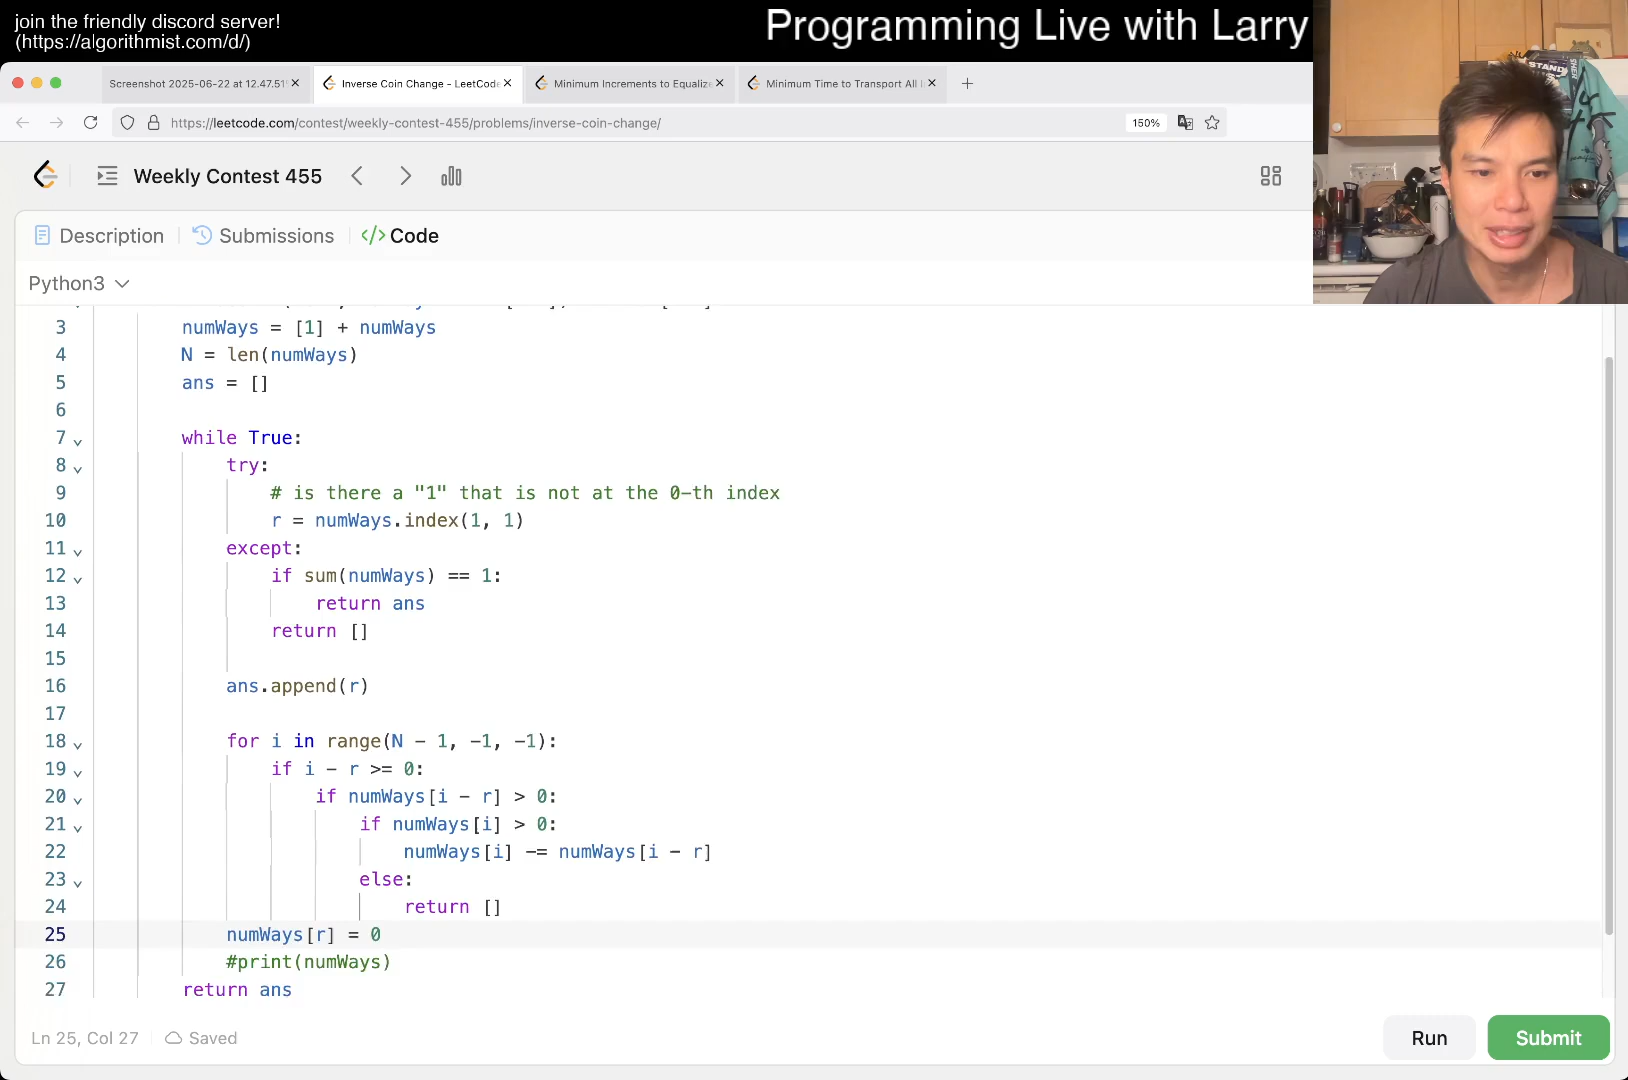 join the friendly discord server!
(https://algorithmist.com/d/)
Programming Live with Larry
Screenshot 2025-06-22 at 12.47.51
Inverse Coin Change - LeetCode
Minimum Increments to Equalize
Minimum Time to Transport All I
https://leetcode.com/contest/weekly-contest-455/problems/inverse-coin-change/
150%
Weekly Contest 455
Description
Submissions
</> Code
Python3
3 numWays = [1] + numWays
4 N = len(numWays)
5 ans = []
6
7 while True:
8 try:
9 # is there a "1" that is not at the 0-th index
10 r = numWays.index(1, 1)
11 except:
12 if sum(numWays) == 1:
13 return ans
14 return []
15
16 ans.append(r)
17
18 for i in range(N - 1, -1, -1):
19 if i - r >= 0:
20 if numWays[i - r] > 0:
21 if numWays[i] > 0:
22 numWays[i] -= numWays[i - r]
23 else:
24 return []
25 numWays[r] = 0
26 #print(numWays)
27 return ans
Ln 25, Col 27
Saved
Run
Submit
STAND